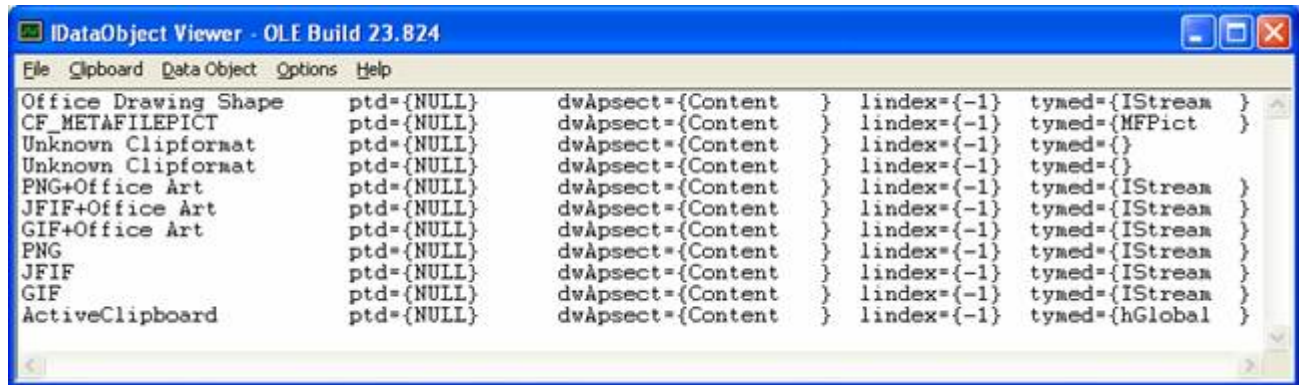 IDataObject Viewer - OLE Build 23.824
File Clipboard Data Object Options Help
Office Drawing Shape ptd={NULL} dwApsect={Content } lindex={-1} tymed={IStream }
CF_METAFILEPICT ptd={NULL} dwApsect={Content } lindex={-1} tymed={MFPict }
Unknown Clipformat ptd={NULL} dwApsect={Content } lindex={-1} tymed={}
Unknown Clipformat ptd={NULL} dwApsect={Content } lindex={-1} tymed={}
PNG+Office Art ptd={NULL} dwApsect={Content } lindex={-1} tymed={IStream }
JFIF+Office Art ptd={NULL} dwApsect={Content } lindex={-1} tymed={IStream }
GIF+Office Art ptd={NULL} dwApsect={Content } lindex={-1} tymed={IStream }
PNG ptd={NULL} dwApsect={Content } lindex={-1} tymed={IStream }
JFIF ptd={NULL} dwApsect={Content } lindex={-1} tymed={IStream }
GIF ptd={NULL} dwApsect={Content } lindex={-1} tymed={IStream }
ActiveClipboard ptd={NULL} dwApsect={Content } lindex={-1} tymed={hGlobal }